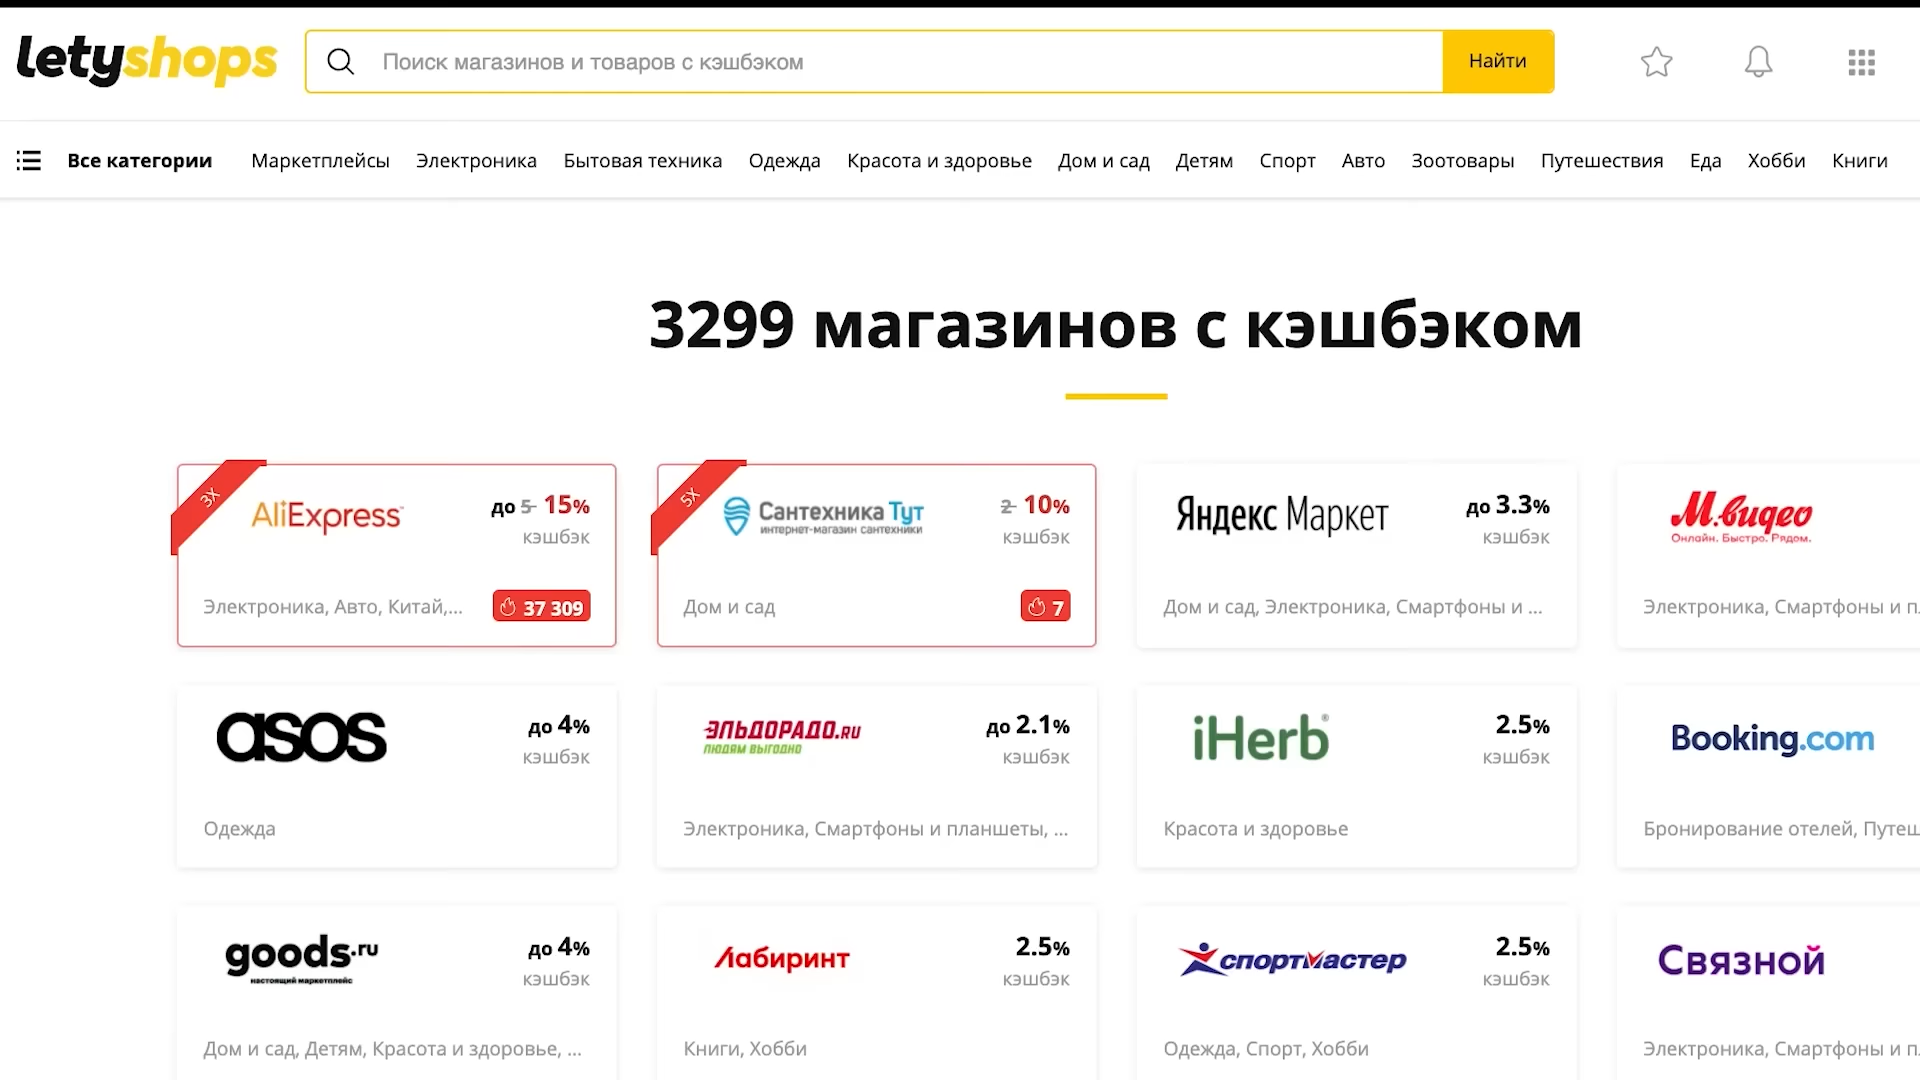 letyshops
Поиск магазинов и товаров с кэшбэком
Найти
Все категории
Маркетплейсы
Электроника
Бытовая техника
Одежда
Красота и здоровье
Дом и сад
Детям
Спорт
Авто
Зоотовары
Путешествия
Еда
Хобби
Книги
3299 магазинов с кэшбэком
3X
AliExpress
до 5 15%
кэшбэк
Электроника, Авто, Китай,...
37 309
5X
Сантехника Тут
интернет-магазин сантехники
2 10%
кэшбэк
Дом и сад
7
Яндекс Маркет
до 3.3%
кэшбэк
Дом и сад, Электроника, Смартфоны и ...
М.видео
Онлайн. Быстро. Рядом.
Электроника, Смартфоны и пл
asos
до 4%
кэшбэк
Одежда
ЭЛЬДОРАДО.RU
ЛЮДЯМ ВЫГОДНО
до 2.1%
кэшбэк
Электроника, Смартфоны и планшеты, ...
iHerb®
2.5%
кэшбэк
Красота и здоровье
Booking.com
Бронирование отелей, Путеш
goods.ru
настоящий маркетплейс
до 4%
кэшбэк
Дом и сад, Детям, Красота и здоровье, ...
Лабиринт
2.5%
кэшбэк
Книги, Хобби
спортмастер
2.5%
кэшбэк
Одежда, Спорт, Хобби
Связной
Электроника, Смартфоны и пл